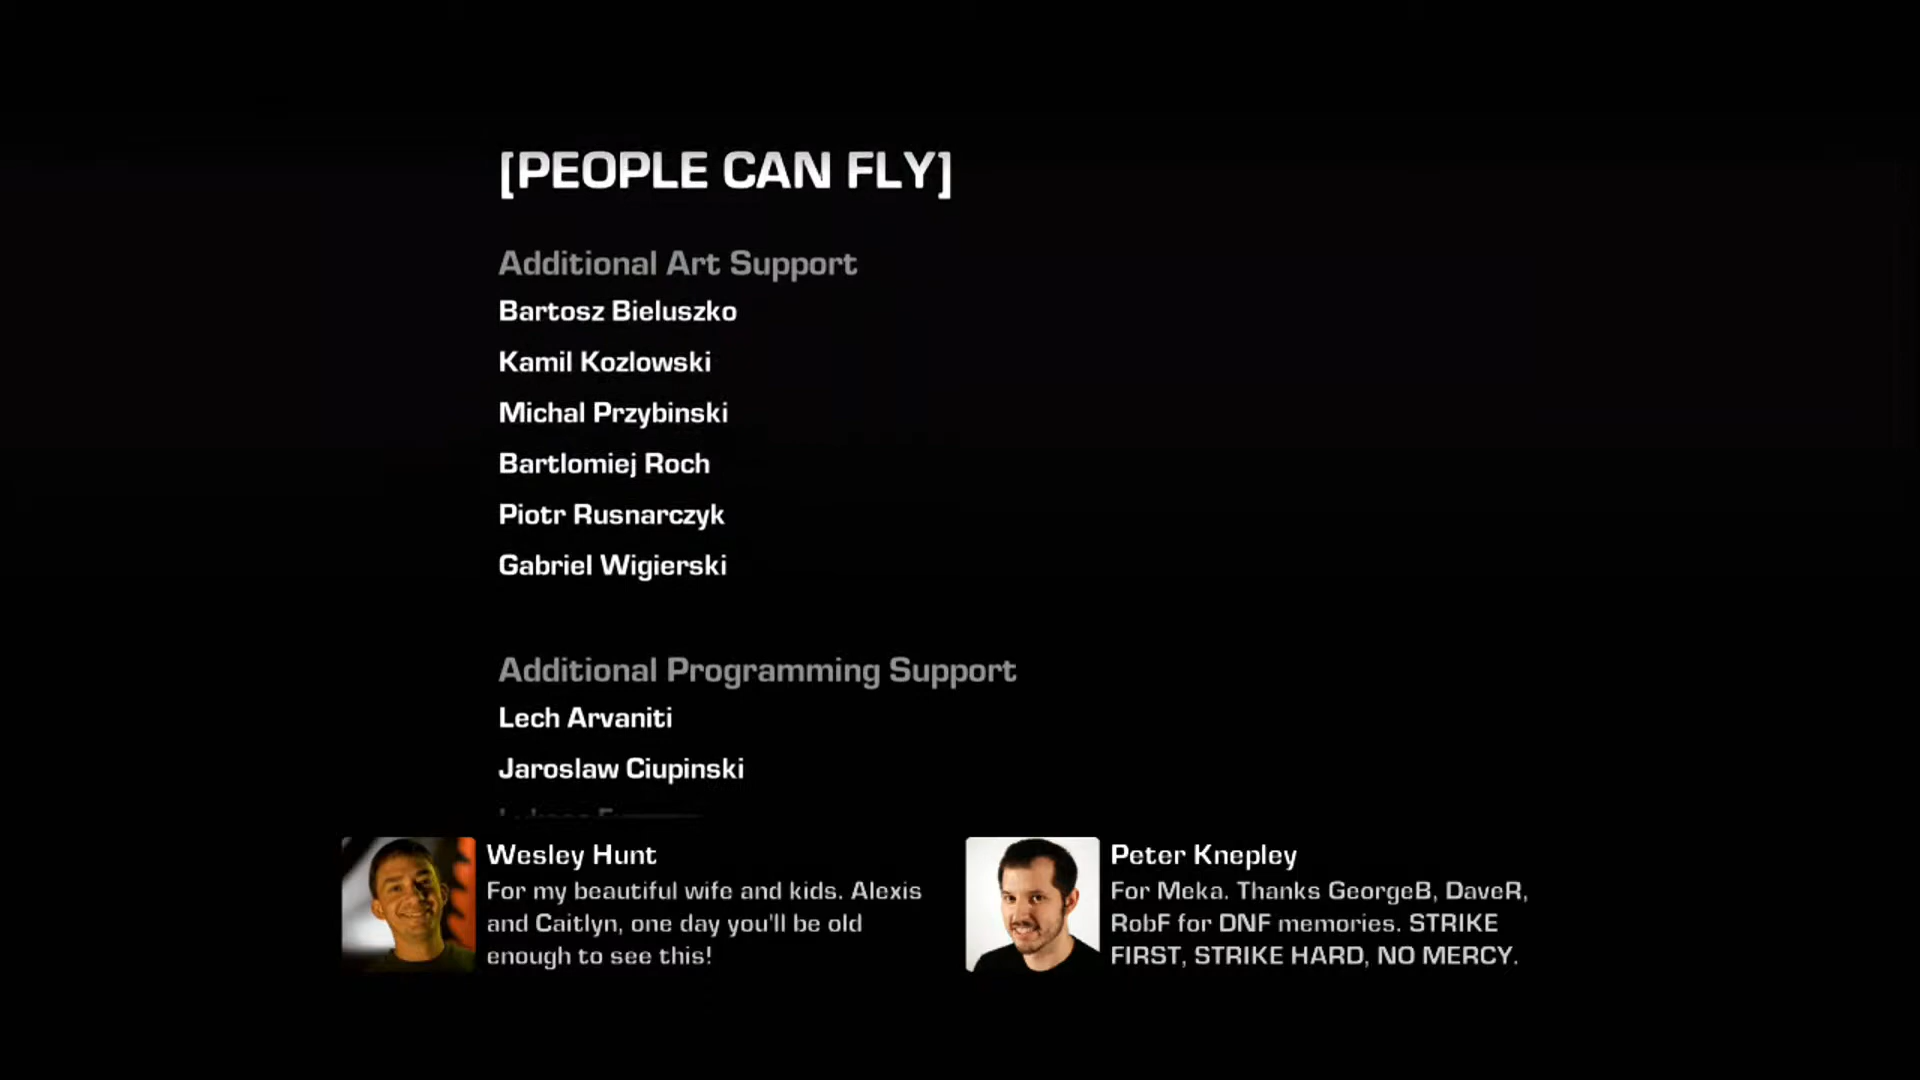 [PEOPLE CAN FLY]
Additional Art Support
Bartosz Bieluszko
Kamil Kozlowski
Michal Przybinski
Bartlomiej Roch
Piotr Rusnarczyk
Gabriel Wigierski
Additional Programming Support
Lech Arvaniti
Jaroslaw Ciupinski
Wesley Hunt
For my beautiful wife and kids. Alexis
and Caitlyn, one day you'll be old
enough to see this!
Peter Knepley
For Meka. Thanks GeorgeB, DaveR,
RobF for DNF memories. STRIKE
FIRST, STRIKE HARD, NO MERCY.